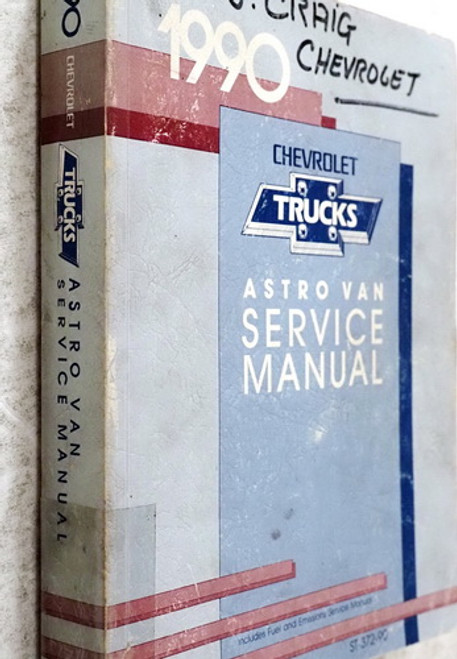 J. CRAIG
CHEVROLET
1990
CHEVROLET
TRUCKS
ASTRO VAN
SERVICE
MANUAL
Includes Fuel and Emissions Service Manual
ST-372-90
90
CHEVROLET
TRUCKS
ASTRO VAN
SERVICE MANUAL